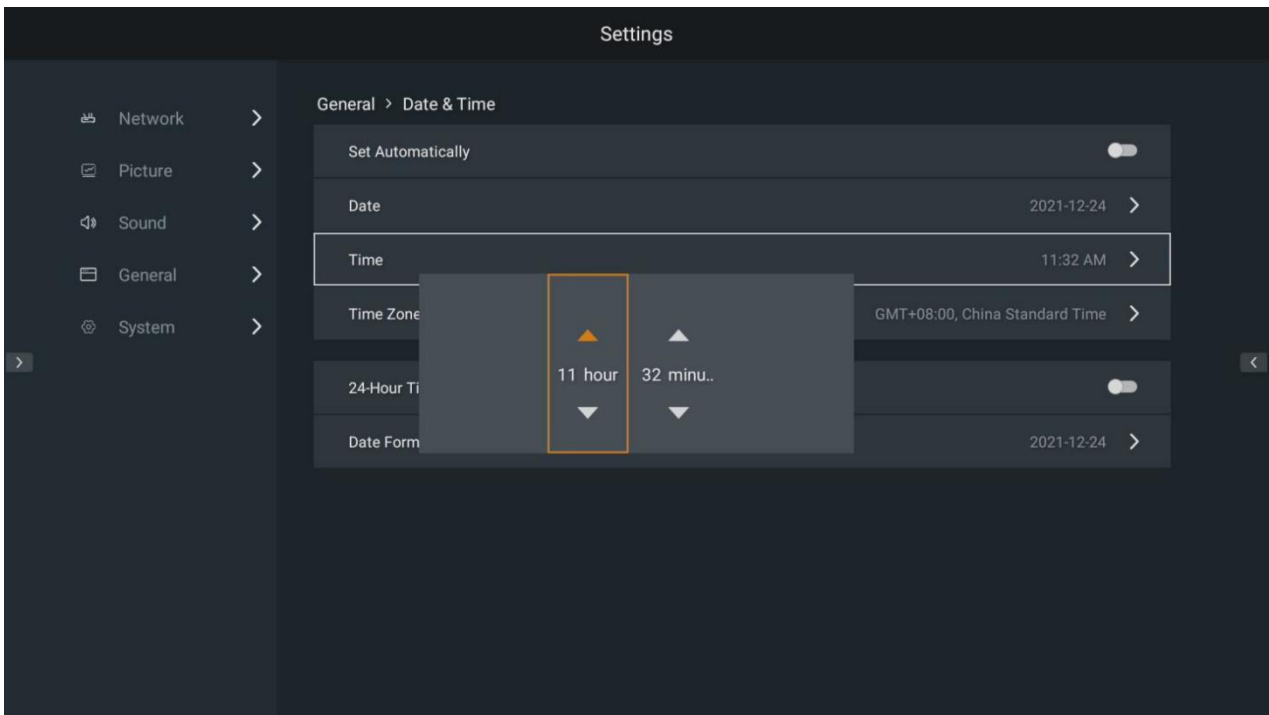 Settings
General > Date & Time
Network
Picture
Sound
General
System
Set Automatically
Date 2021-12-24
Time 11:32 AM
Time Zone GMT+08:00, China Standard Time
11 hour 32 minu..
24-Hour Ti
Date Form 2021-12-24